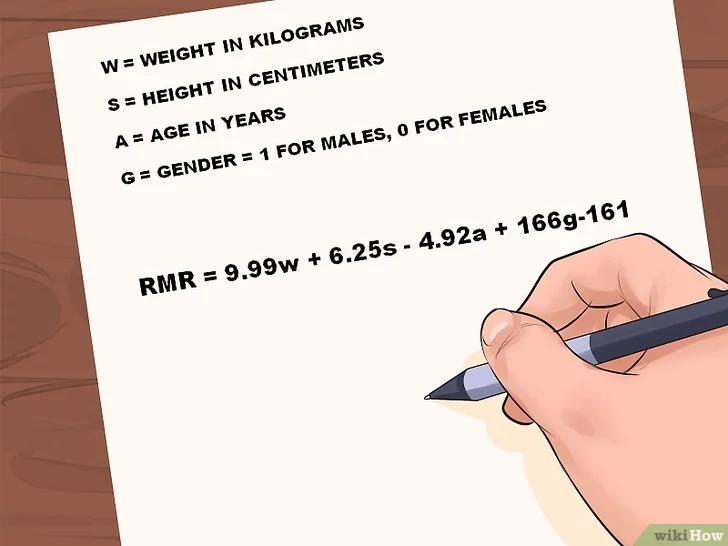 W = WEIGHT IN KILOGRAMS
S = HEIGHT IN CENTIMETERS
A = AGE IN YEARS
G = GENDER = 1 FOR MALES, 0 FOR FEMALES
RMR = 9.99w + 6.25s - 4.92a + 166g-161
wikiHow